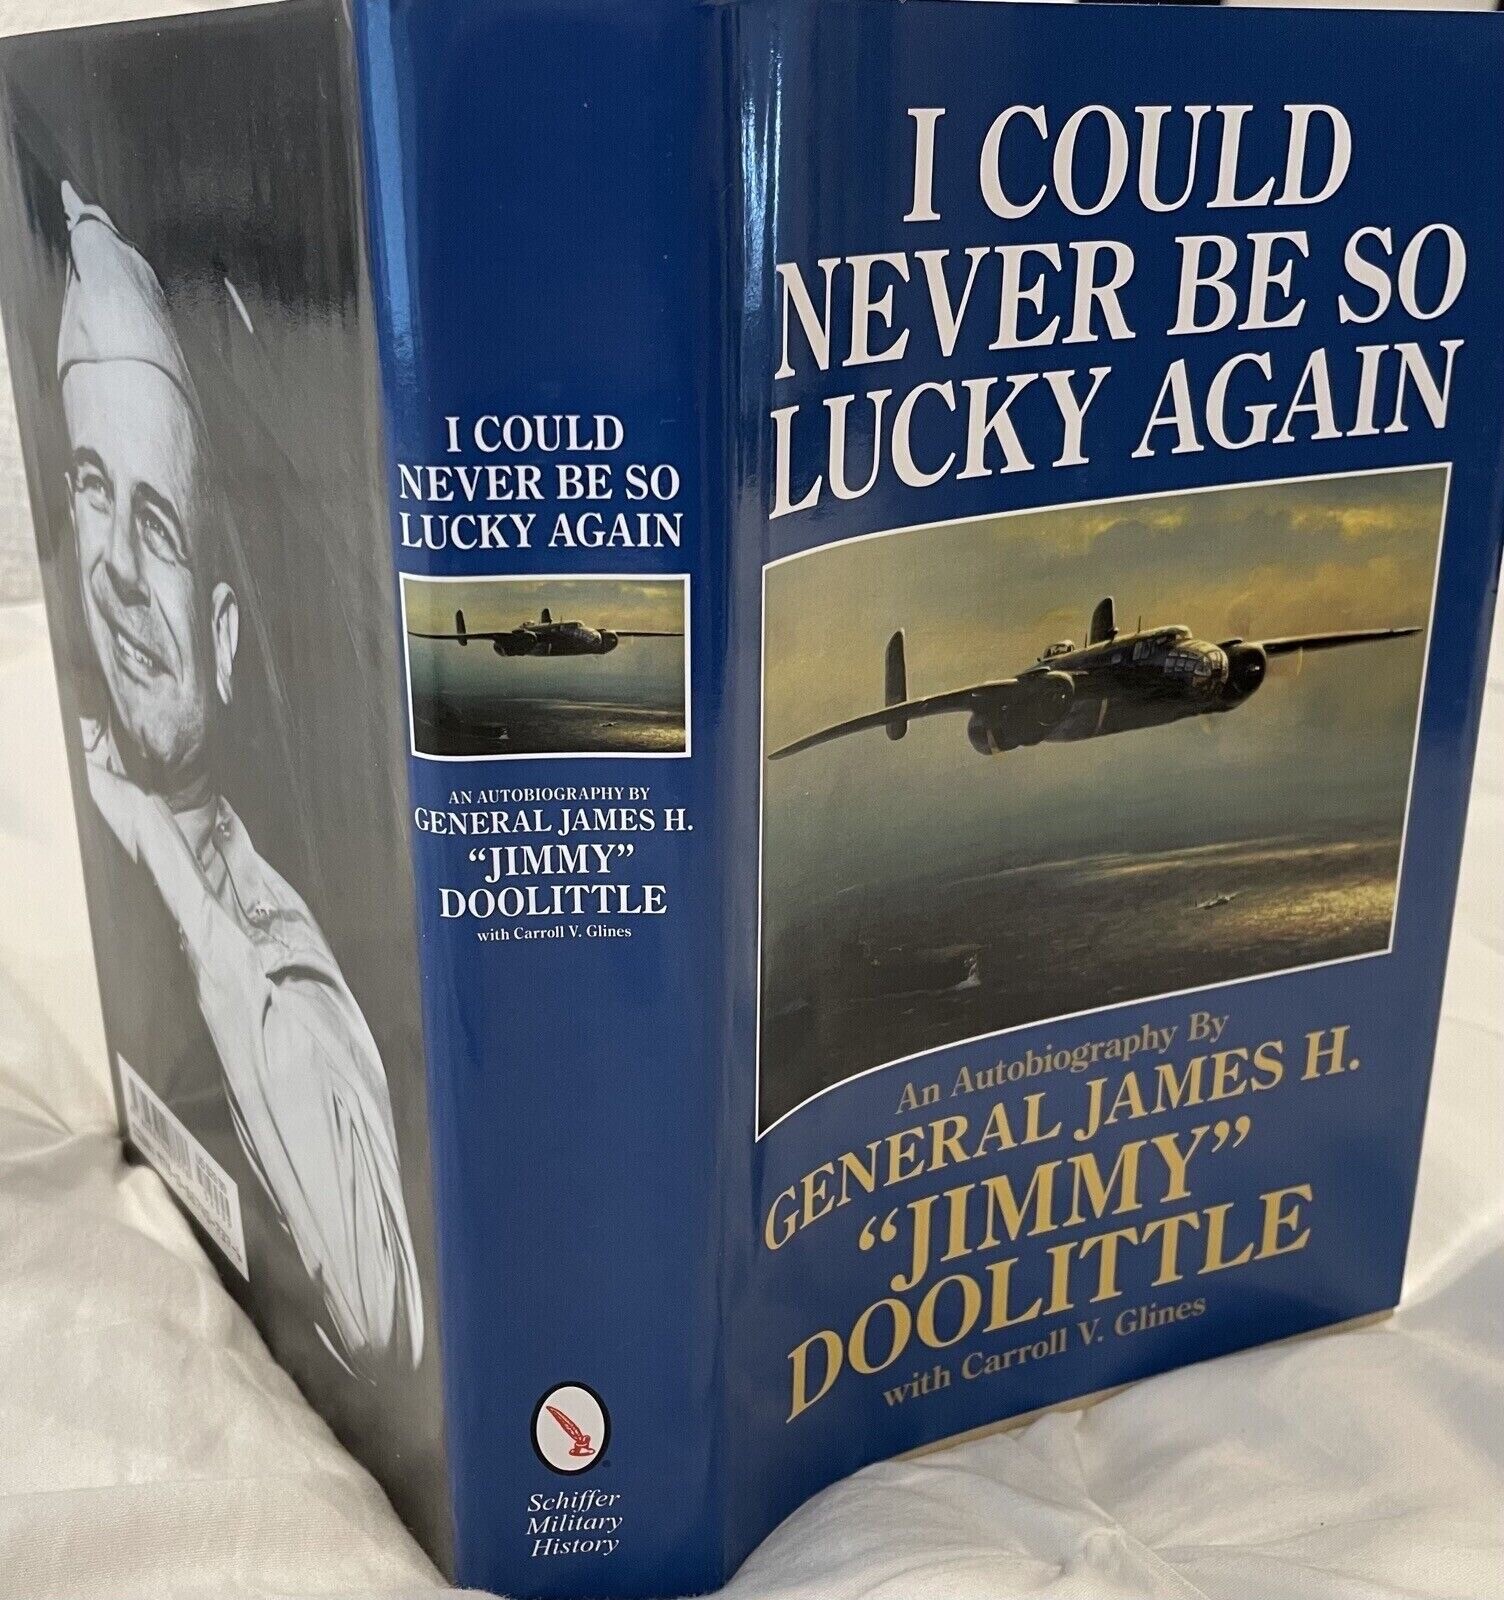 I COULD
NEVER BE SO
LUCKY AGAIN
AN AUTOBIOGRAPHY BY
GENERAL JAMES H.
“JIMMY”
DOOLITTLE
with Carroll V. Glines
Schiffer
Military
History
I COULD
NEVER BE SO
LUCKY AGAIN
An Autobiography By
GENERAL JAMES H.
“JIMMY”
DOOLITTLE
with Carroll V. Glines